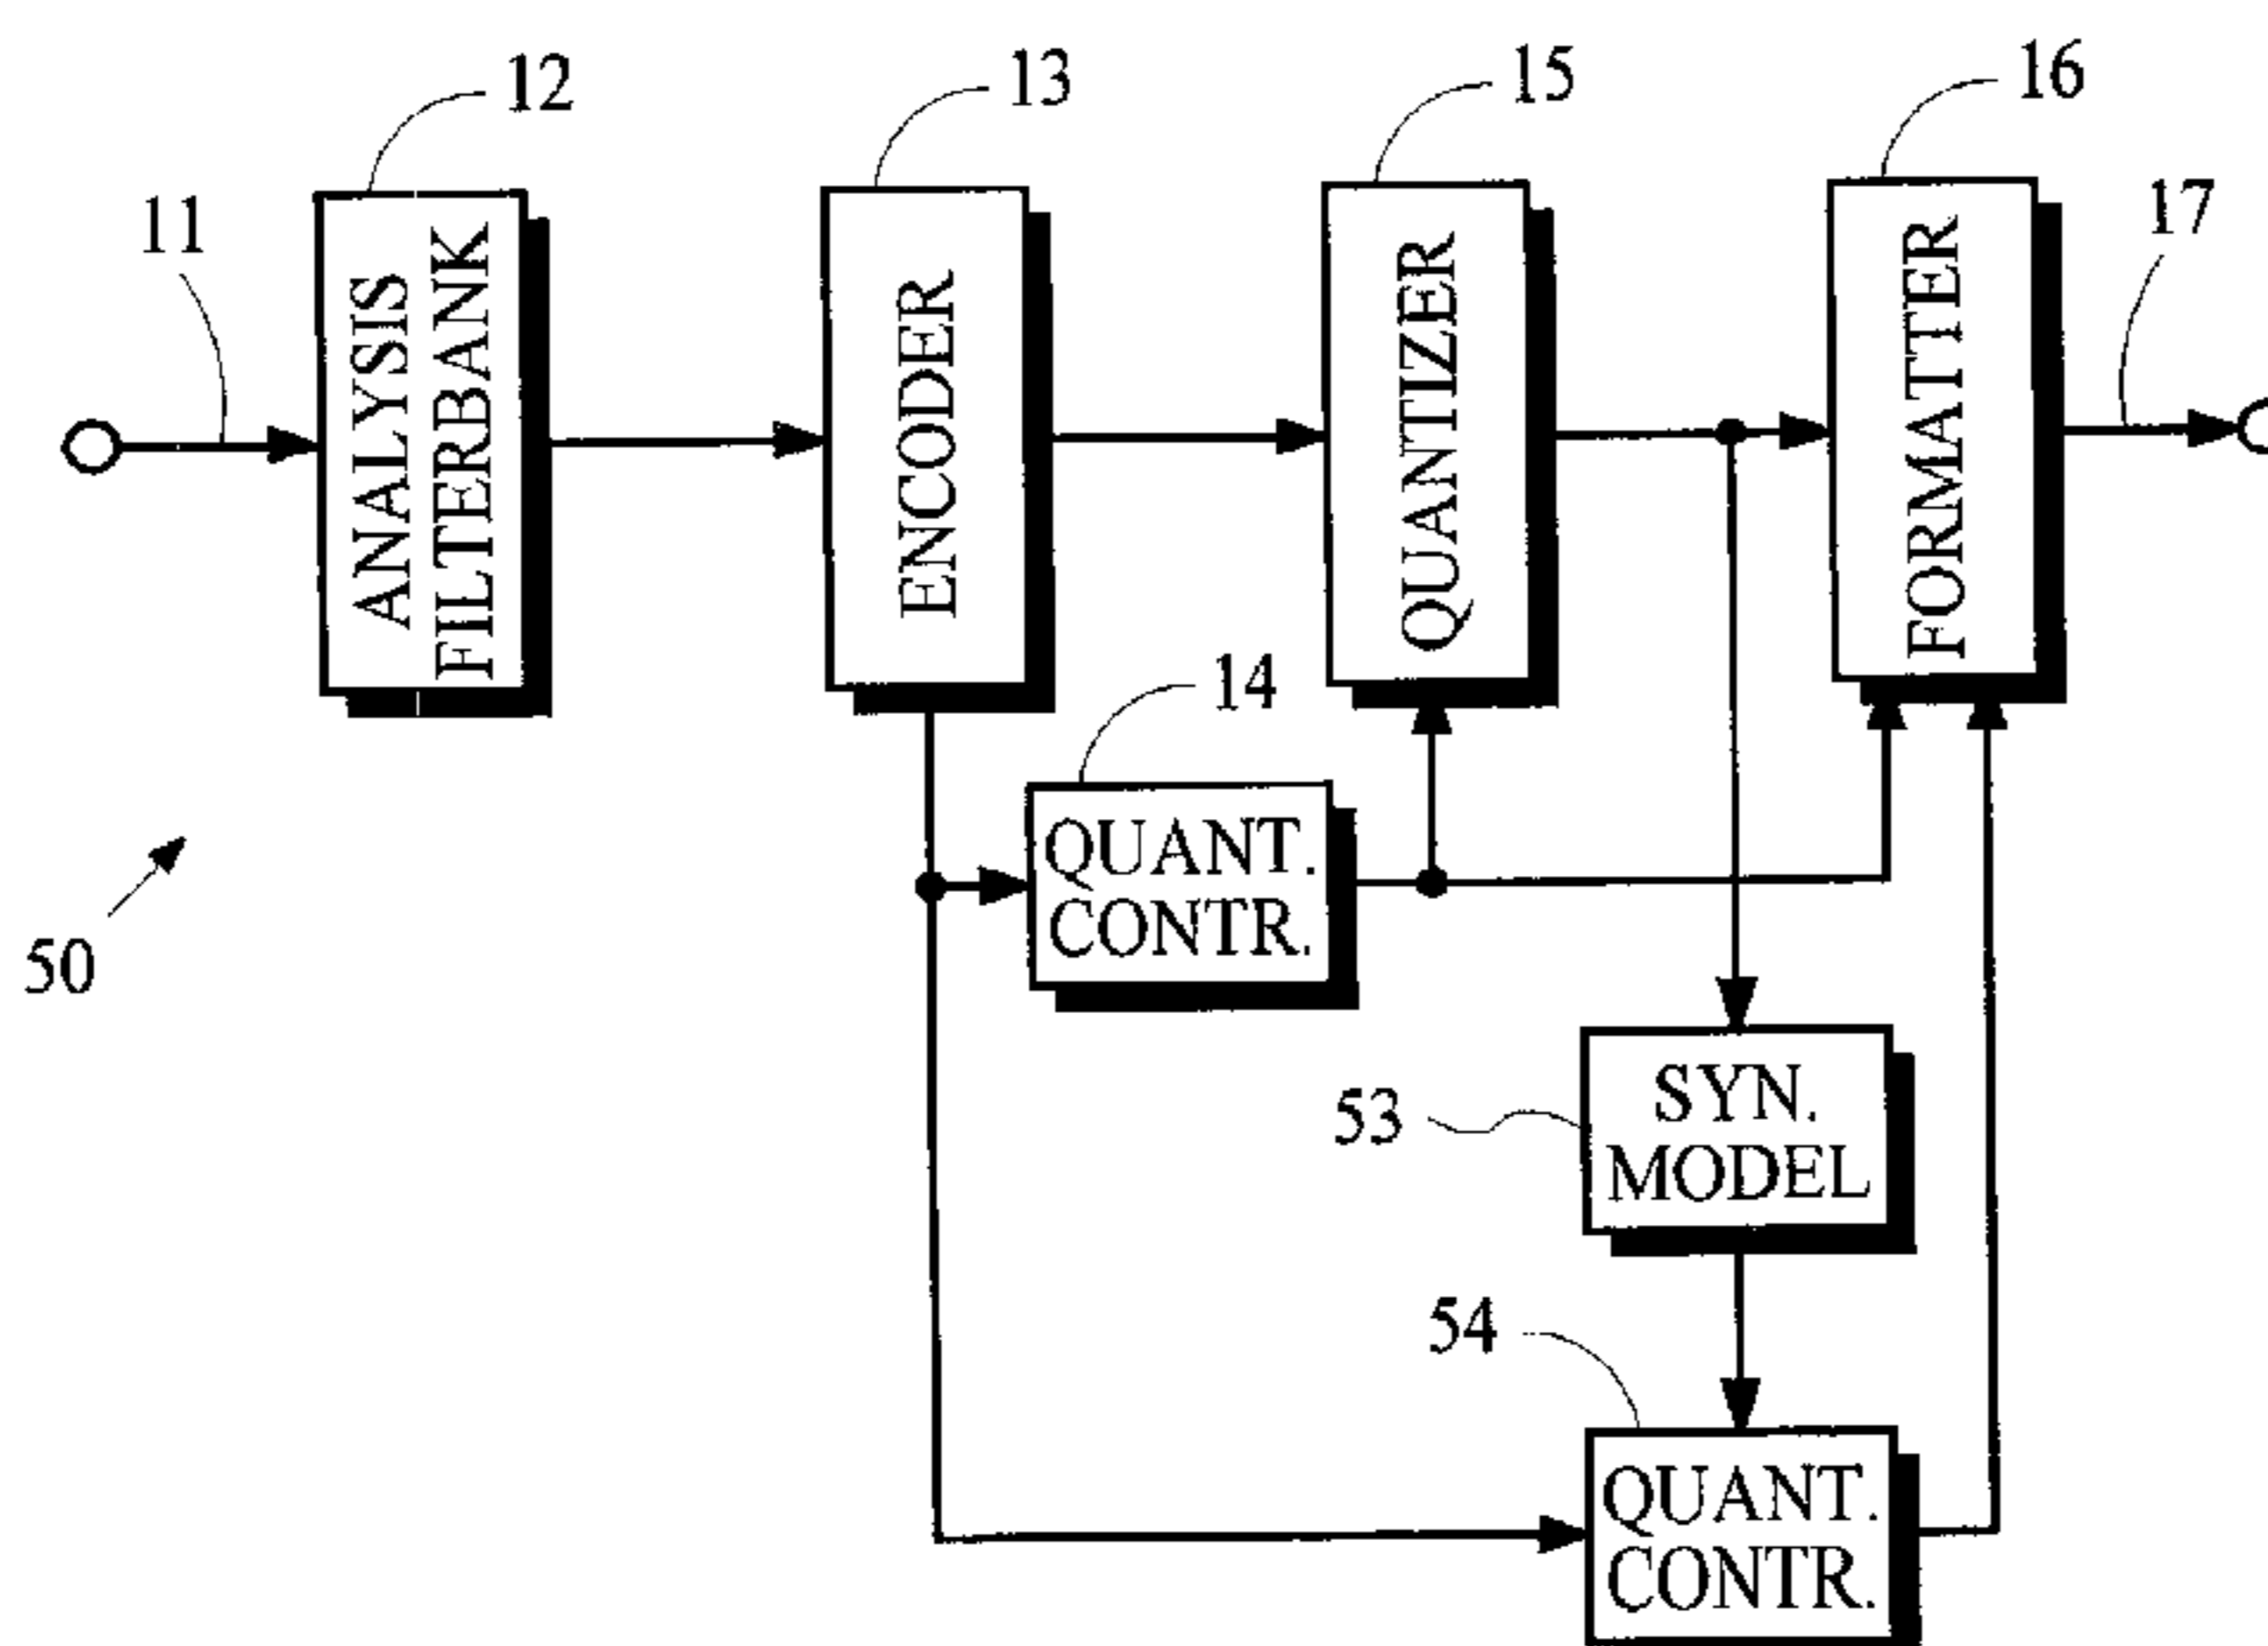 12
13
15
16
11
17
ANALYSIS
FILTERBANK
ENCODER
QUANTIZER
FORMATTER
14
QUANT.
CONTR.
50
53
SYN.
MODEL
54
QUANT.
CONTR.